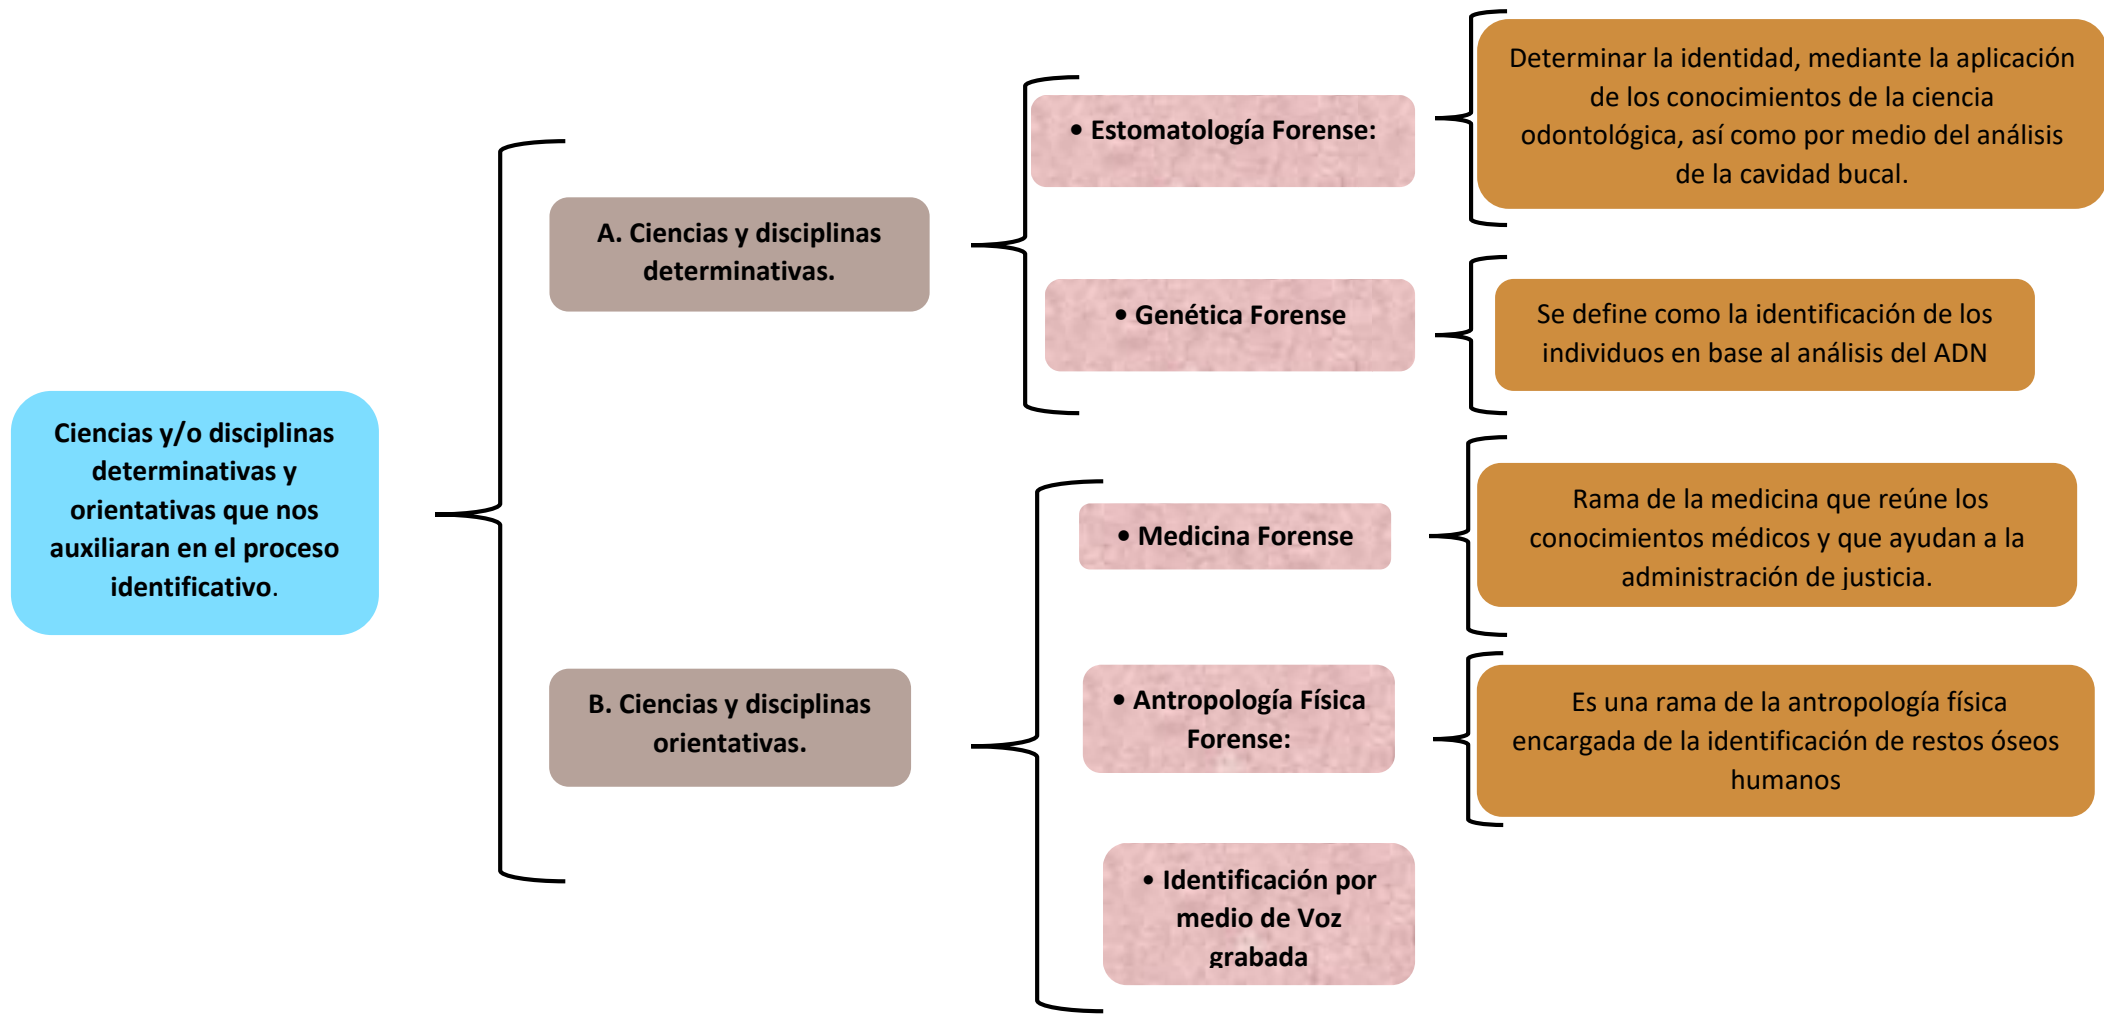 Ciencias y/o disciplinas
determinativas y
orientativas que nos
auxiliaran en el proceso
identificativo.
A. Ciencias y disciplinas
determinativas.
• Estomatología Forense:
Determinar la identidad, mediante la aplicación
de los conocimientos de la ciencia
odontológica, así como por medio del análisis
de la cavidad bucal.
• Genética Forense
Se define como la identificación de los
individuos en base al análisis del ADN
B. Ciencias y disciplinas
orientativas.
• Medicina Forense
Rama de la medicina que reúne los
conocimientos médicos y que ayudan a la
administración de justicia.
• Antropología Física
Forense:
Es una rama de la antropología física
encargada de la identificación de restos óseos
humanos
• Identificación por
medio de Voz
grabada